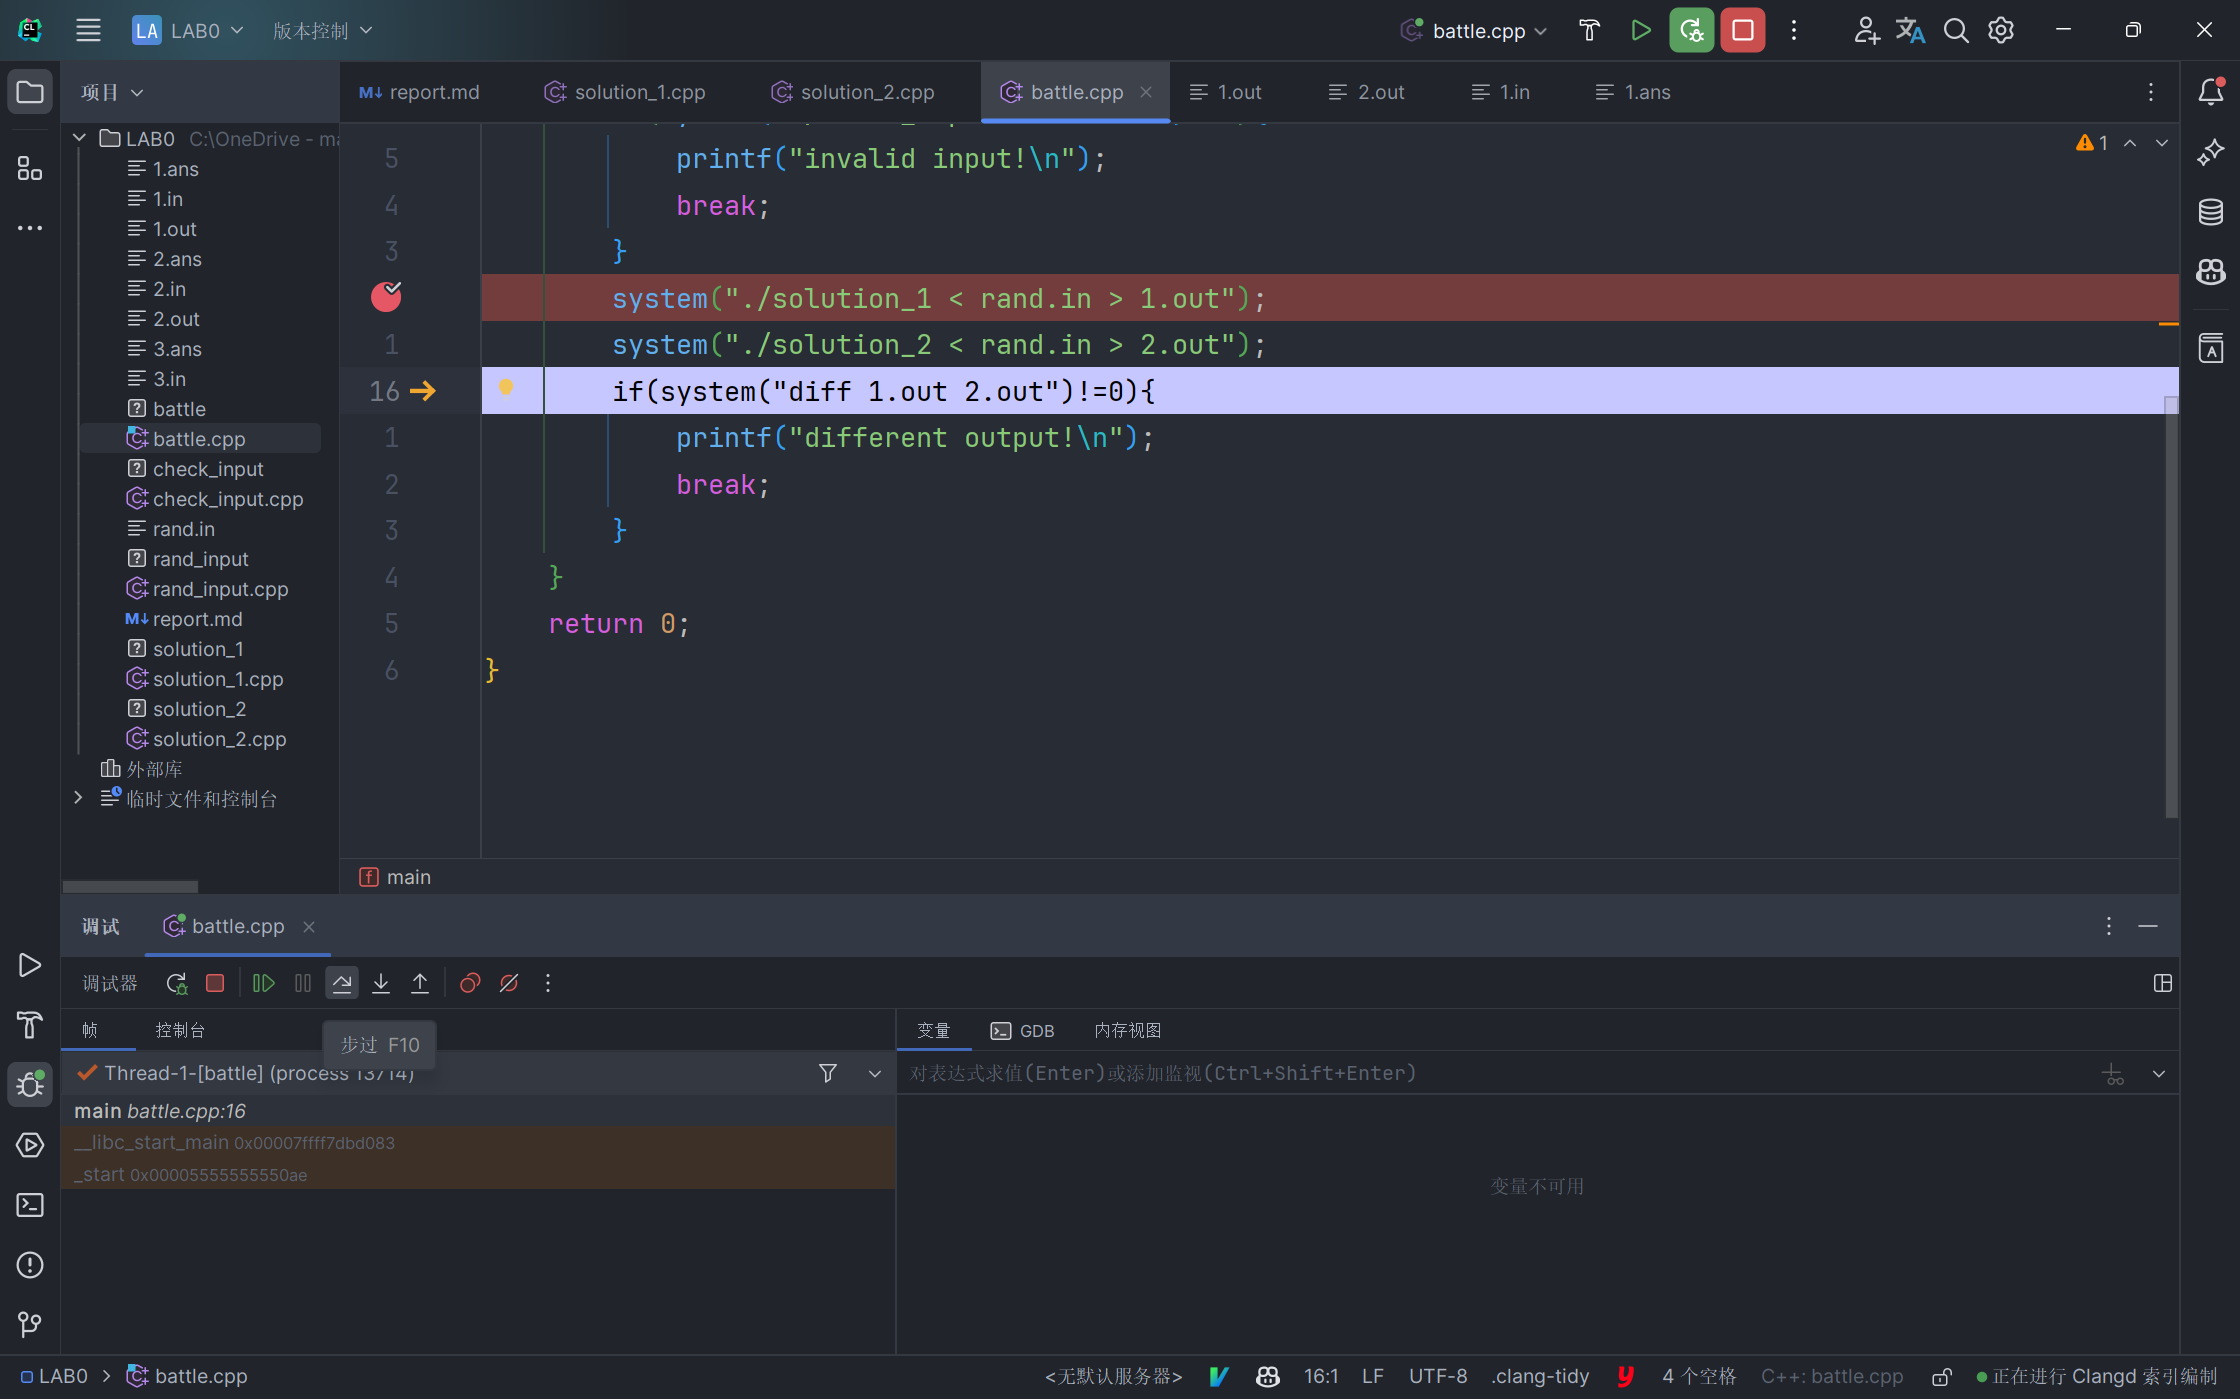 LA LAB0 版本控制 battle.cpp
项目
report.md solution_1.cpp solution_2.cpp battle.cpp 1.out 2.out 1.in 1.ans
LAB0 C:\OneDrive - ma
1.ans
1.in
1.out
2.ans
2.in
2.out
3.ans
3.in
battle
battle.cpp
check_input
check_input.cpp
rand.in
rand_input
rand_input.cpp
report.md
solution_1
solution_1.cpp
solution_2
solution_2.cpp
外部库
临时文件和控制台
1
5 printf("invalid input!\n");
4 break;
3 }
system("./solution_1 < rand.in > 1.out");
1 system("./solution_2 < rand.in > 2.out");
16 if(system("diff 1.out 2.out")!=0){
1 printf("different output!\n");
2 break;
3 }
4 }
5 return 0;
6 }
main
调试 battle.cpp
调试器
帧 控制台
步过 F10
变量 GDB 内存视图
Thread-1-[battle] (process 13714)
对表达式求值(Enter)或添加监视(Ctrl+Shift+Enter)
main battle.cpp:16
__libc_start_main 0x00007ffff7dbd083
_start 0x00005555555550ae
变量不可用
LAB0 battle.cpp <无默认服务器> 16:1 LF UTF-8 .clang-tidy 4 个空格 C++: battle.cpp 正在进行 Clangd 索引编制